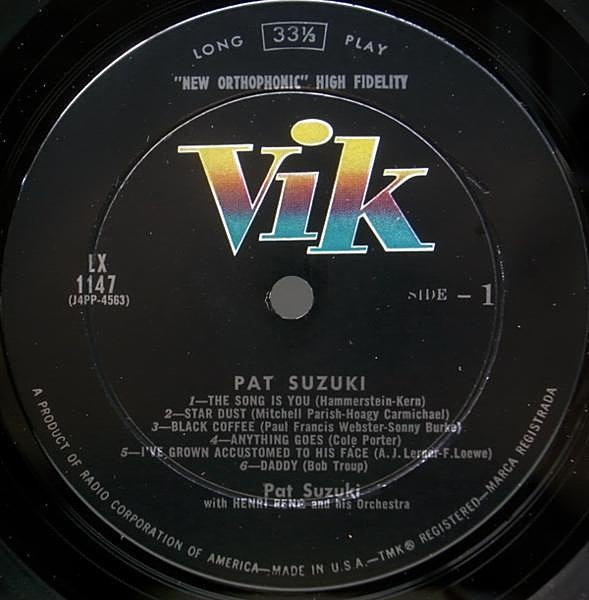 LONG 33⅓ PLAY
"NEW ORTHOPHONIC" HIGH FIDELITY
Vik
LX
1147
(J4PP-4563)
SIDE - 1
PAT SUZUKI
1—THE SONG IS YOU (Hammerstein-Kern)
2—STAR DUST (Mitchell Parish-Hoagy Carmichael)
3—BLACK COFFEE (Paul Francis Webster-Sonny Burke)
4—ANYTHING GOES (Cole Porter)
5—I'VE GROWN ACCUSTOMED TO HIS FACE (A. J. Lerner-F. Loewe)
6—DADDY (Bob Troup)
Pat Suzuki
with HENRI RENÉ and his Orchestra
A PRODUCT OF RADIO CORPORATION OF AMERICA—MADE IN U.S.A.—TMK® REGISTERED—MARCA REGISTRADA